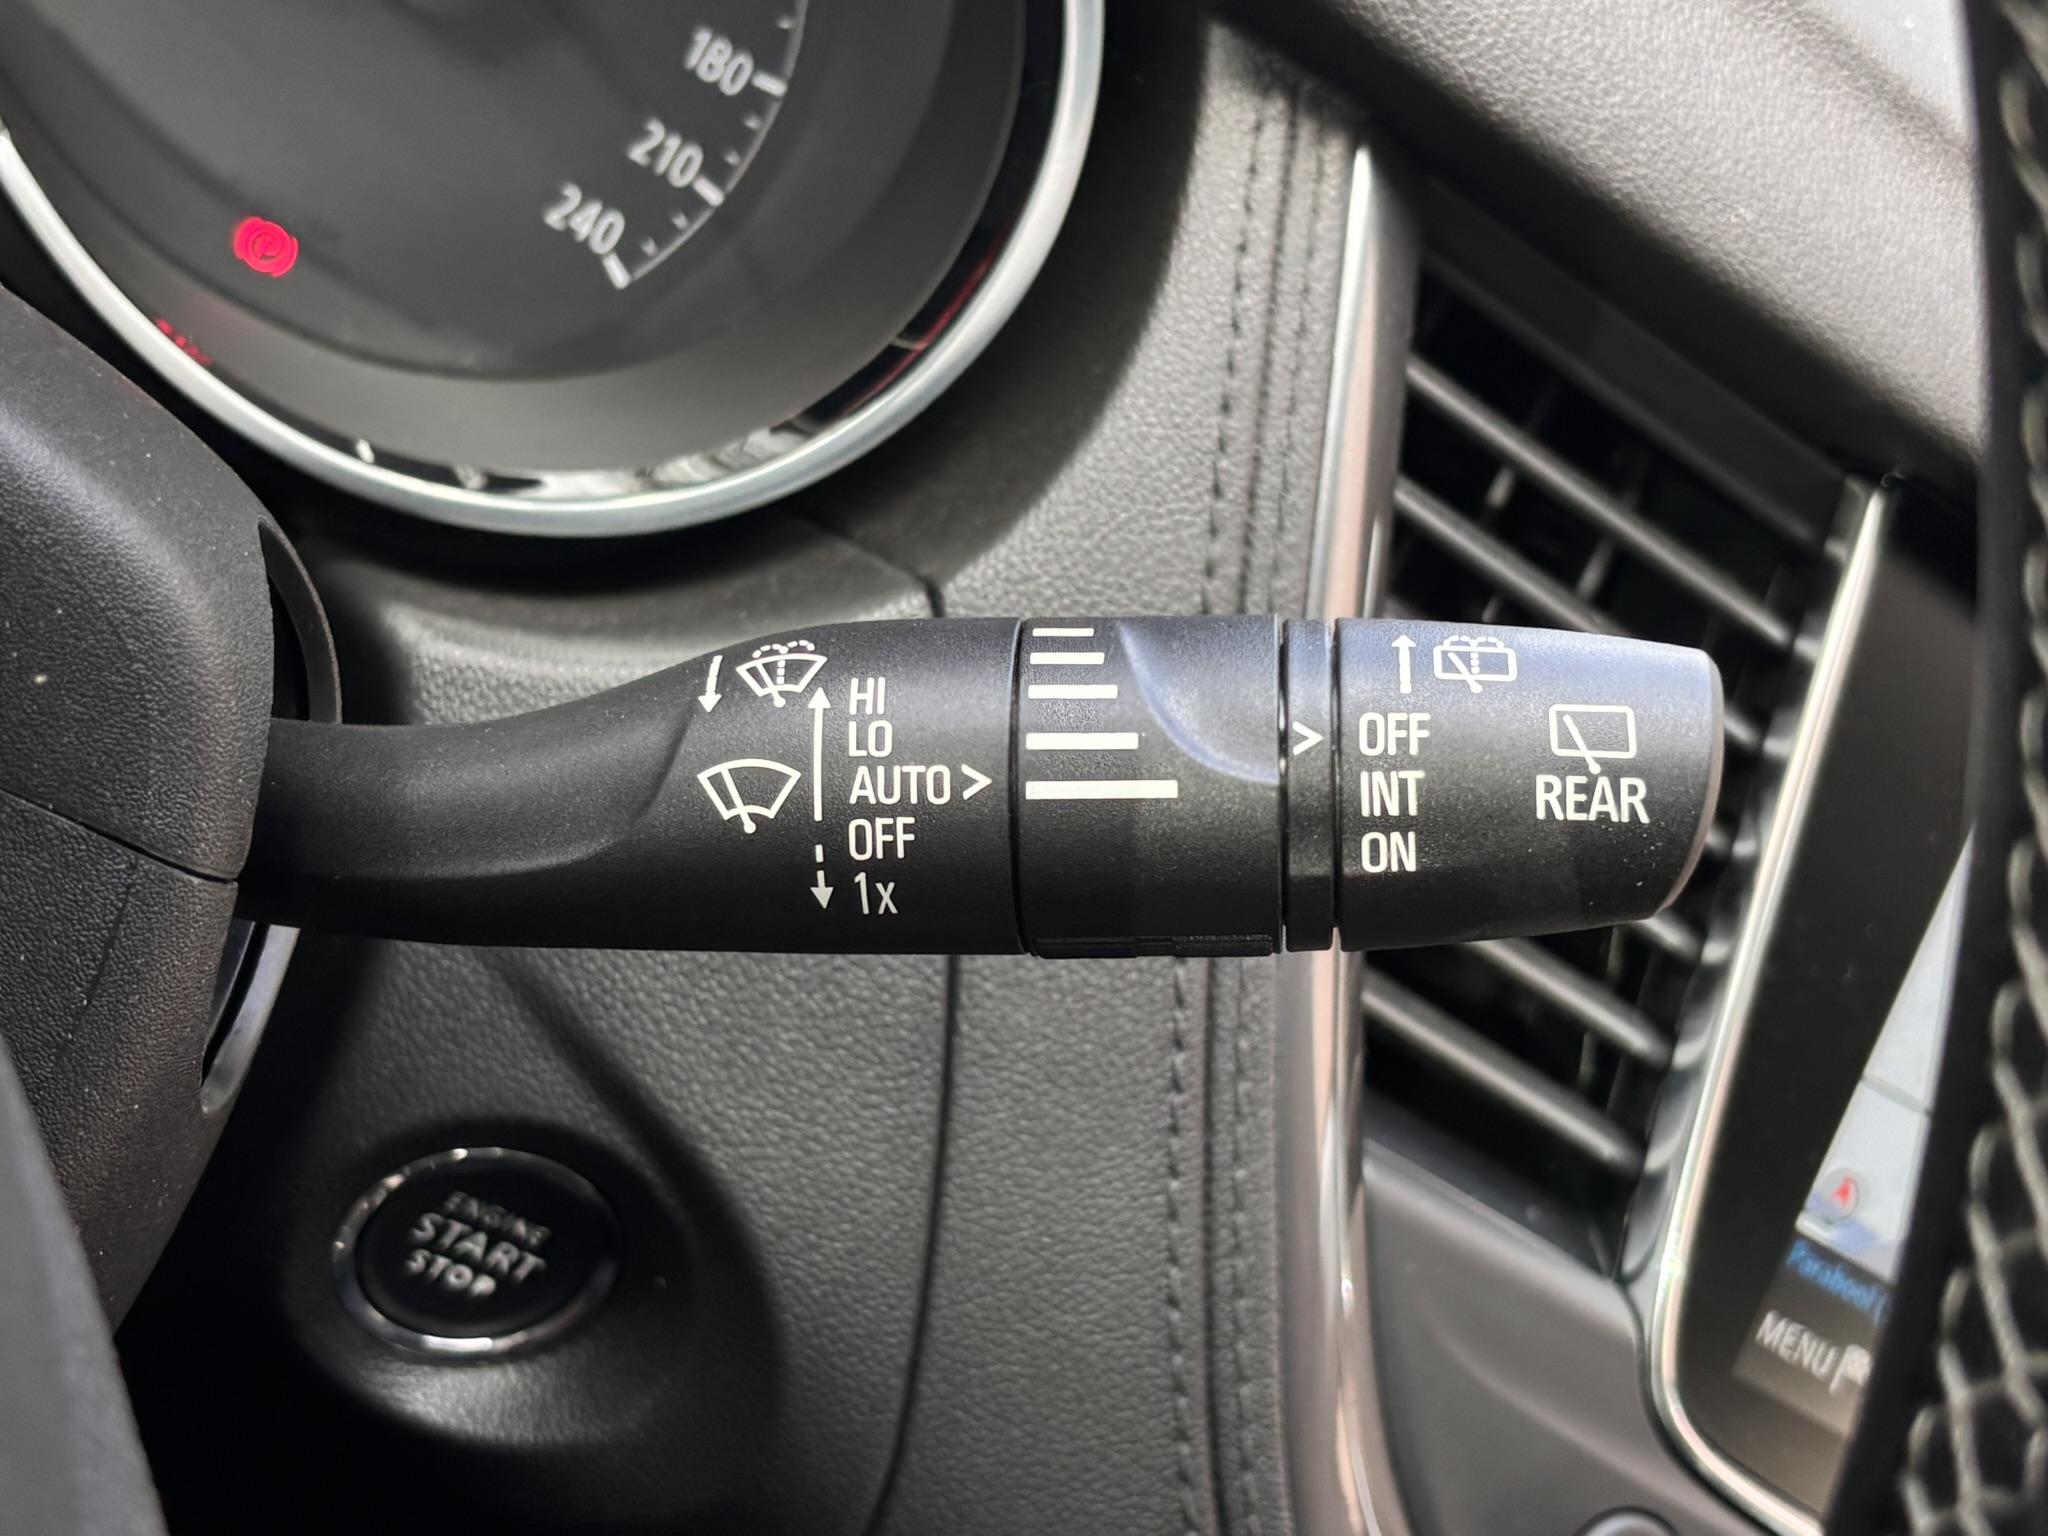 180
210
240
HI
LO
AUTO >
OFF
1x
> OFF
INT
ON
REAR
ENGINE
START
STOP
MENU